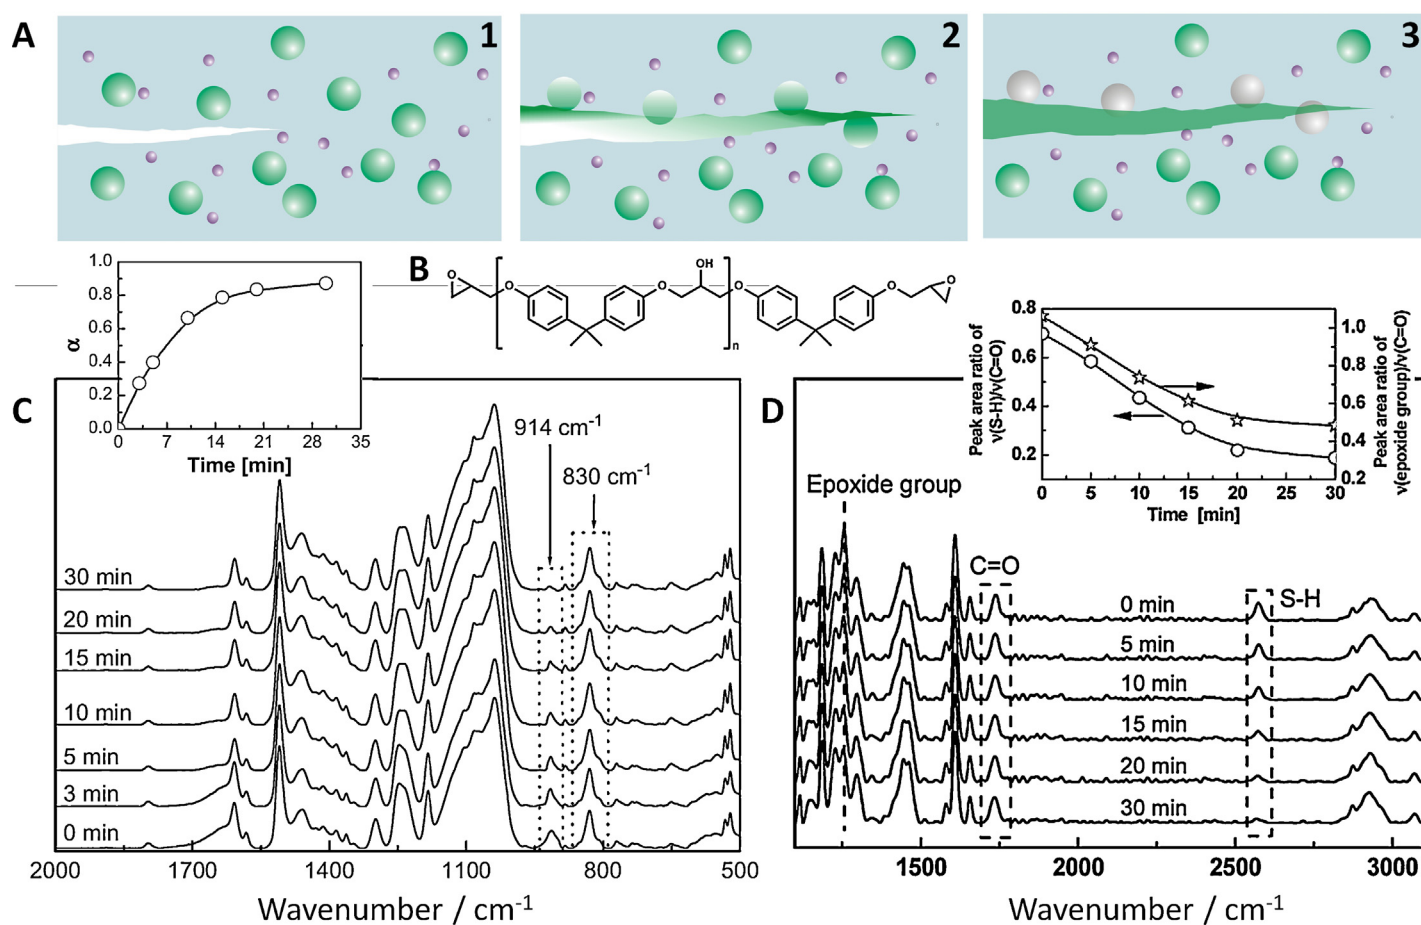 A
1
2
3
B
O
O
OH
O
O
O
O
n
1.0
0.8
0.6
0.4
0.2
0.0
α
0 7 14 21 28 35
Time [min]
C
914 cm-1
830 cm-1
30 min
20 min
15 min
10 min
5 min
3 min
0 min
2000 1700 1400 1100 800 500
Wavenumber / cm-1
D
Peak area ratio of
ν(S-H)/ν(C=O)
0.8
0.6
0.4
0.2
1.0
0.8
0.6
0.4
0.2
Peak area ratio of
ν(epoxide group)/ν(C=O)
0 5 10 15 20 25 30
Time [min]
Epoxide group
C=O
S-H
0 min
5 min
10 min
15 min
20 min
30 min
1500 2000 2500 3000
Wavenumber / cm-1